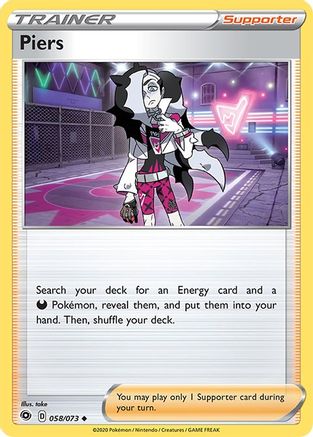 TRAINER Supporter
Piers
Search your deck for an Energy card and a
Pokémon, reveal them, and put them into your
hand. Then, shuffle your deck.
Illus. take
D 058/073
You may play only 1 Supporter card during
your turn.
©2020 Pokémon / Nintendo / Creatures / GAME FREAK